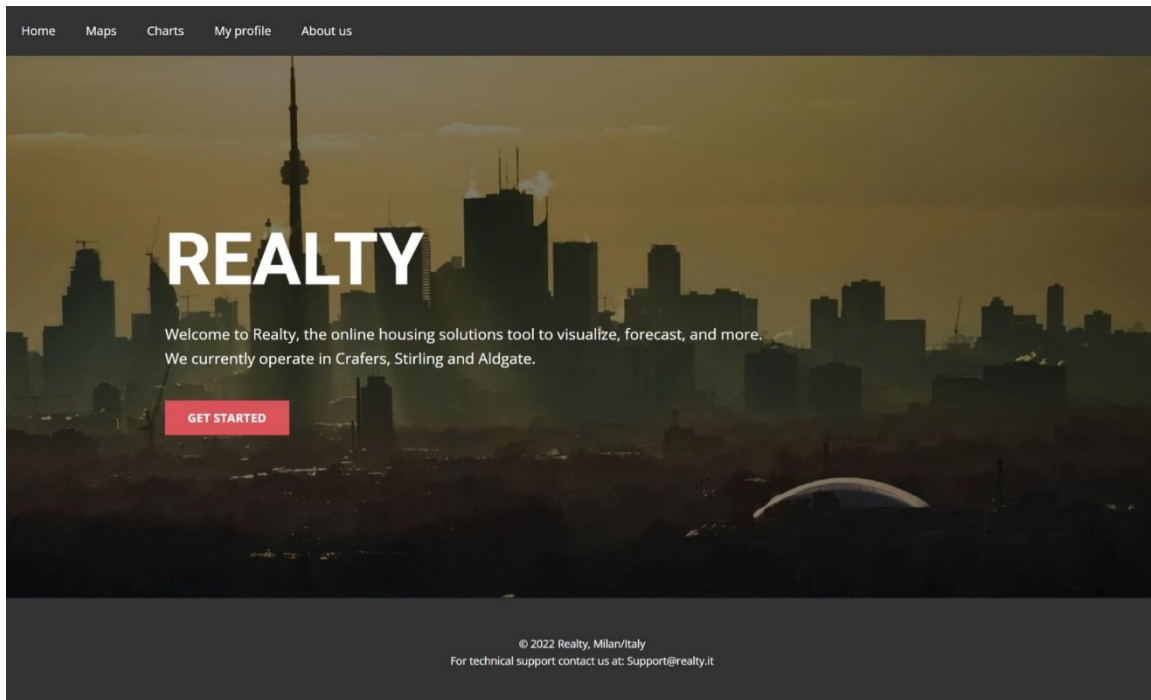 Home Maps Charts My profile About us
REALTY
Welcome to Realty, the online housing solutions tool to visualize, forecast, and more.
We currently operate in Crafers, Stirling and Aldgate.
GET STARTED
© 2022 Realty, Milan/Italy
For technical support contact us at: Support@realty.it